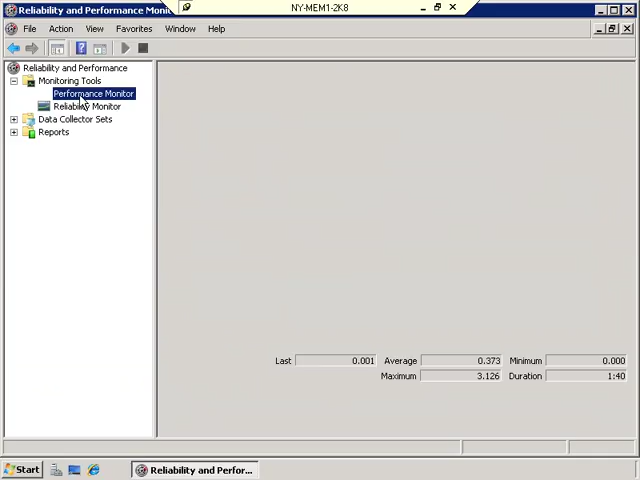 Reliability and Performance Moni
NY-MEM1-2K8
File Action View Favorites Window Help
Reliability and Performance
Monitoring Tools
Performance Monitor
Reliability Monitor
Data Collector Sets
Reports
Last 0.001 Average 0.373 Minimum 0.000
Maximum 3.126 Duration 1:40
Start Reliability and Perfor...